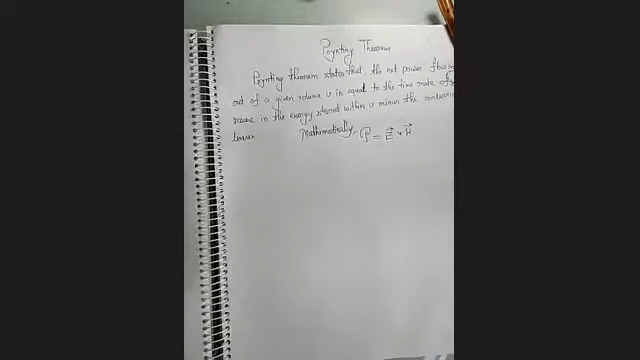 Poynting Theorem
Poynting theorem states that, the net power flowing
out of a given volume v is equal to the time rate of
crease in the energy stored within v minus the
losses Mathematically, P = E × H